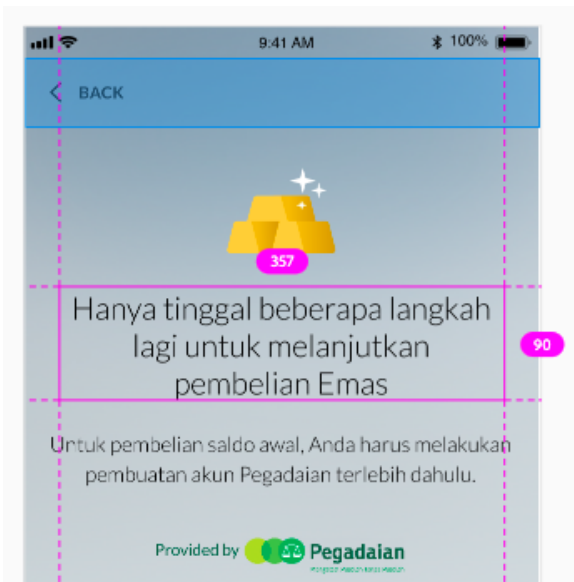 9:41 AM
100%
BACK
357
Hanya tinggal beberapa langkah
lagi untuk melanjutkan
90
pembelian Emas
Untuk pembelian saldo awal, Anda harus melakukan
pembuatan akun Pegadaian terlebih dahulu.
Provided by Pegadaian